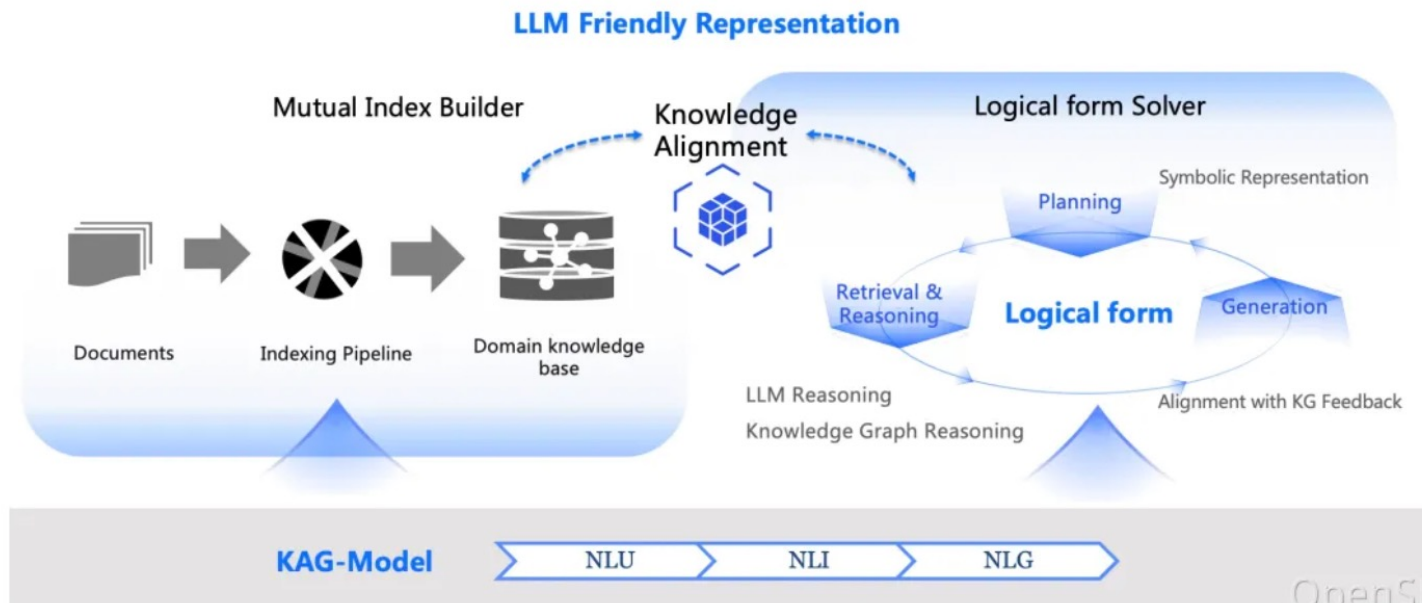 LLM Friendly Representation
Mutual Index Builder
Knowledge
Alignment
Logical form Solver
Symbolic Representation
Planning
Retrieval &
Reasoning
Logical form
Generation
Documents
Indexing Pipeline
Domain knowledge
base
LLM Reasoning
Knowledge Graph Reasoning
Alignment with KG Feedback
KAG-Model
NLU
NLI
NLG